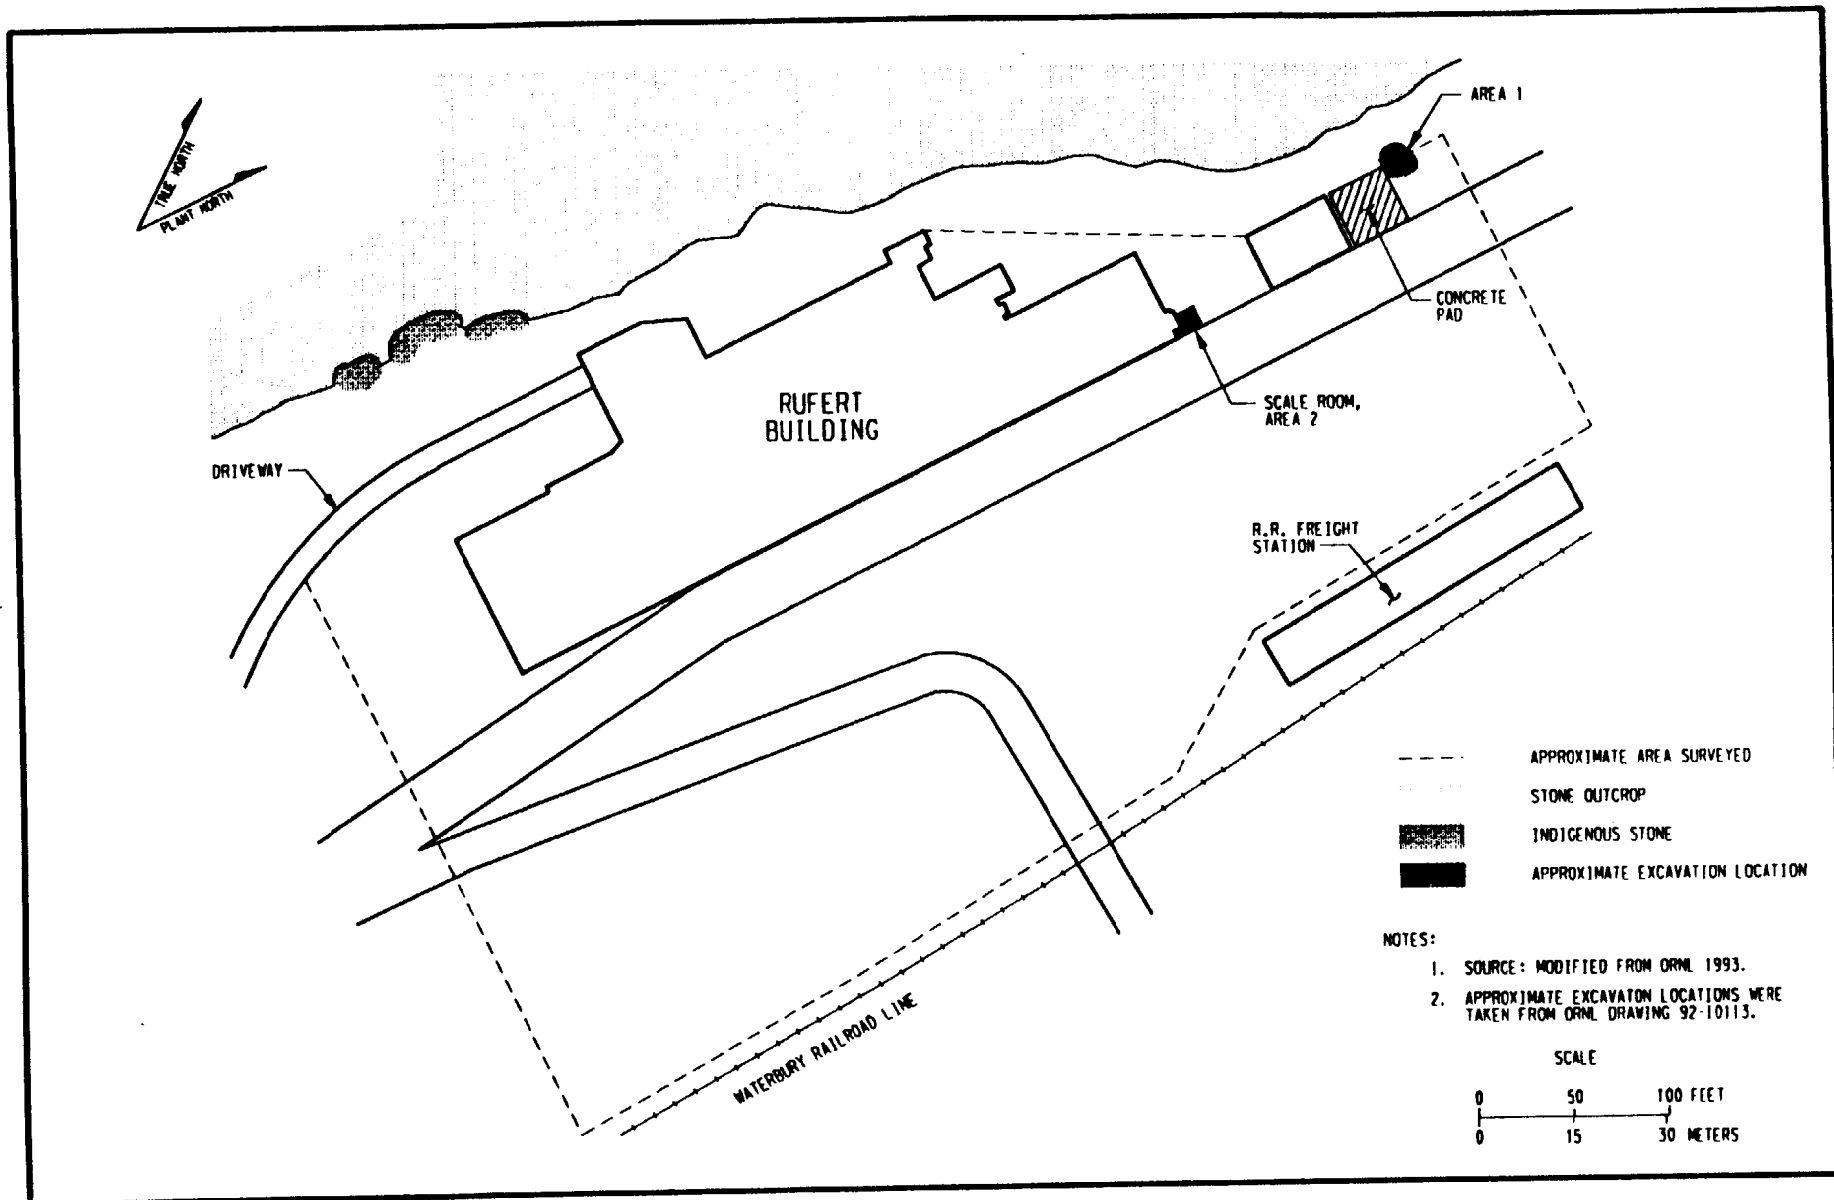 AREA 1
TRUE NORTH
PLANT NORTH
CONCRETE
PAD
RUFERT
BUILDING
SCALE ROOM,
AREA 2
DRIVEWAY
R.R. FREIGHT
STATION
WATERBURY RAILROAD LINE
APPROXIMATE AREA SURVEYED
STONE OUTCROP
INDIGENOUS STONE
APPROXIMATE EXCAVATION LOCATION
NOTES:
1. SOURCE: MODIFIED FROM ORNL 1993.
2. APPROXIMATE EXCAVATON LOCATIONS WERE
TAKEN FROM ORNL DRAWING 92-10113.
SCALE
0 50 100 FEET
0 15 30 METERS